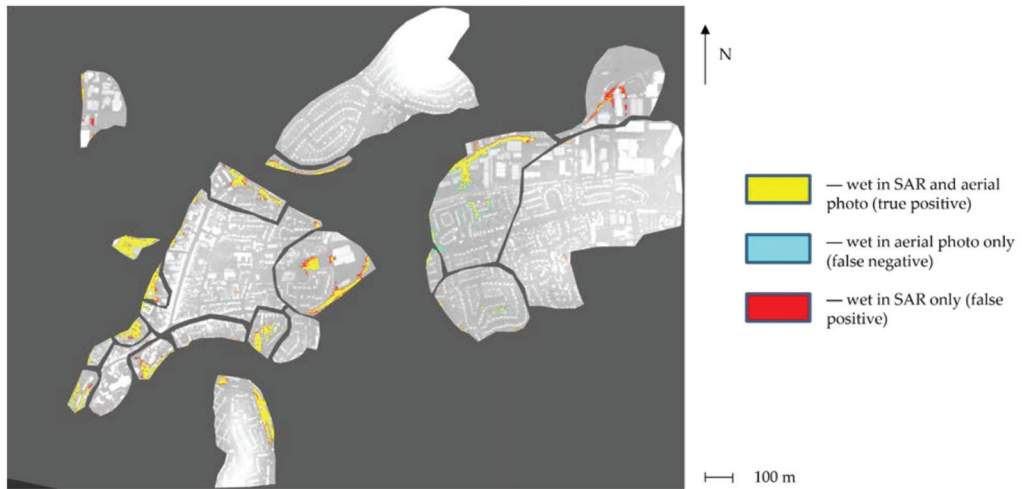 N
— wet in SAR and aerial
photo (true positive)
— wet in aerial photo only
(false negative)
— wet in SAR only (false
positive)
100 m